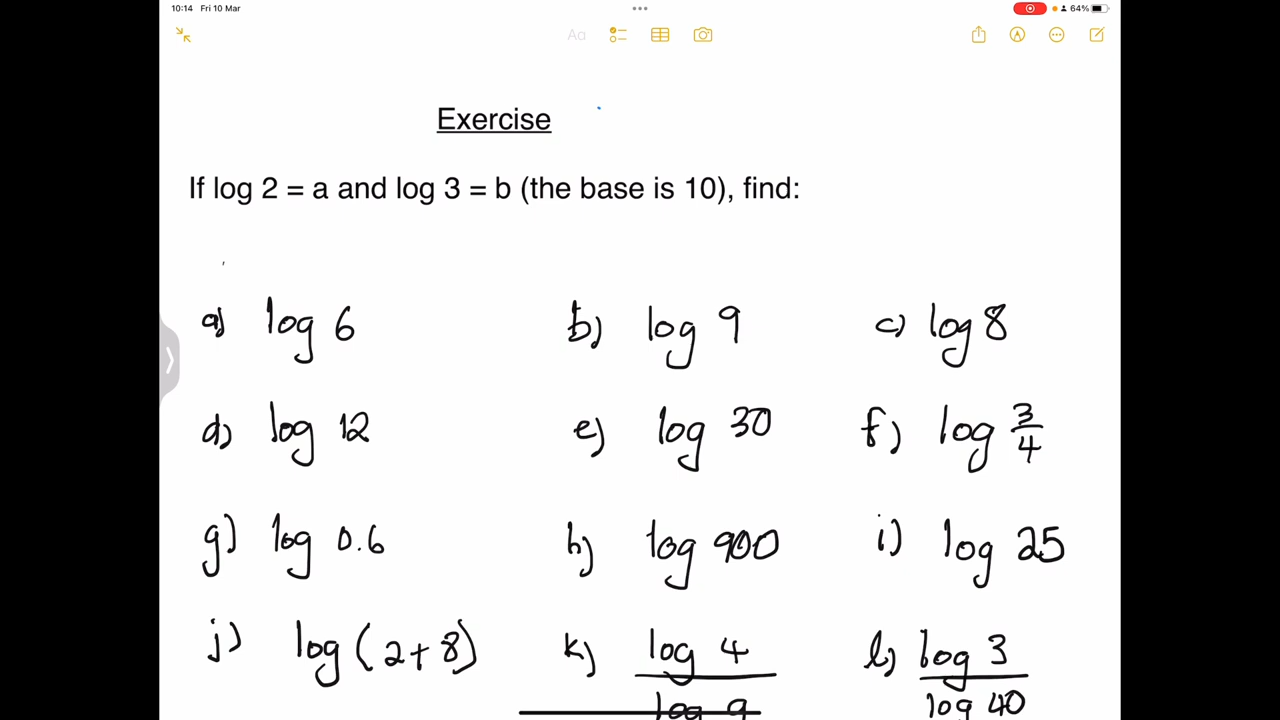 10:14 Fri 10 Mar
64%
Aa
Exercise
If log 2 = a and log 3 = b (the base is 10), find:
a) log 6 b) log 9 c) log 8
d) log 12 e) log 30 f) log 3/4
g) log 0.6 h) log 900 i) log 25
j) log (2+8) k) log 4 / log 9 l) log 3 / log 40